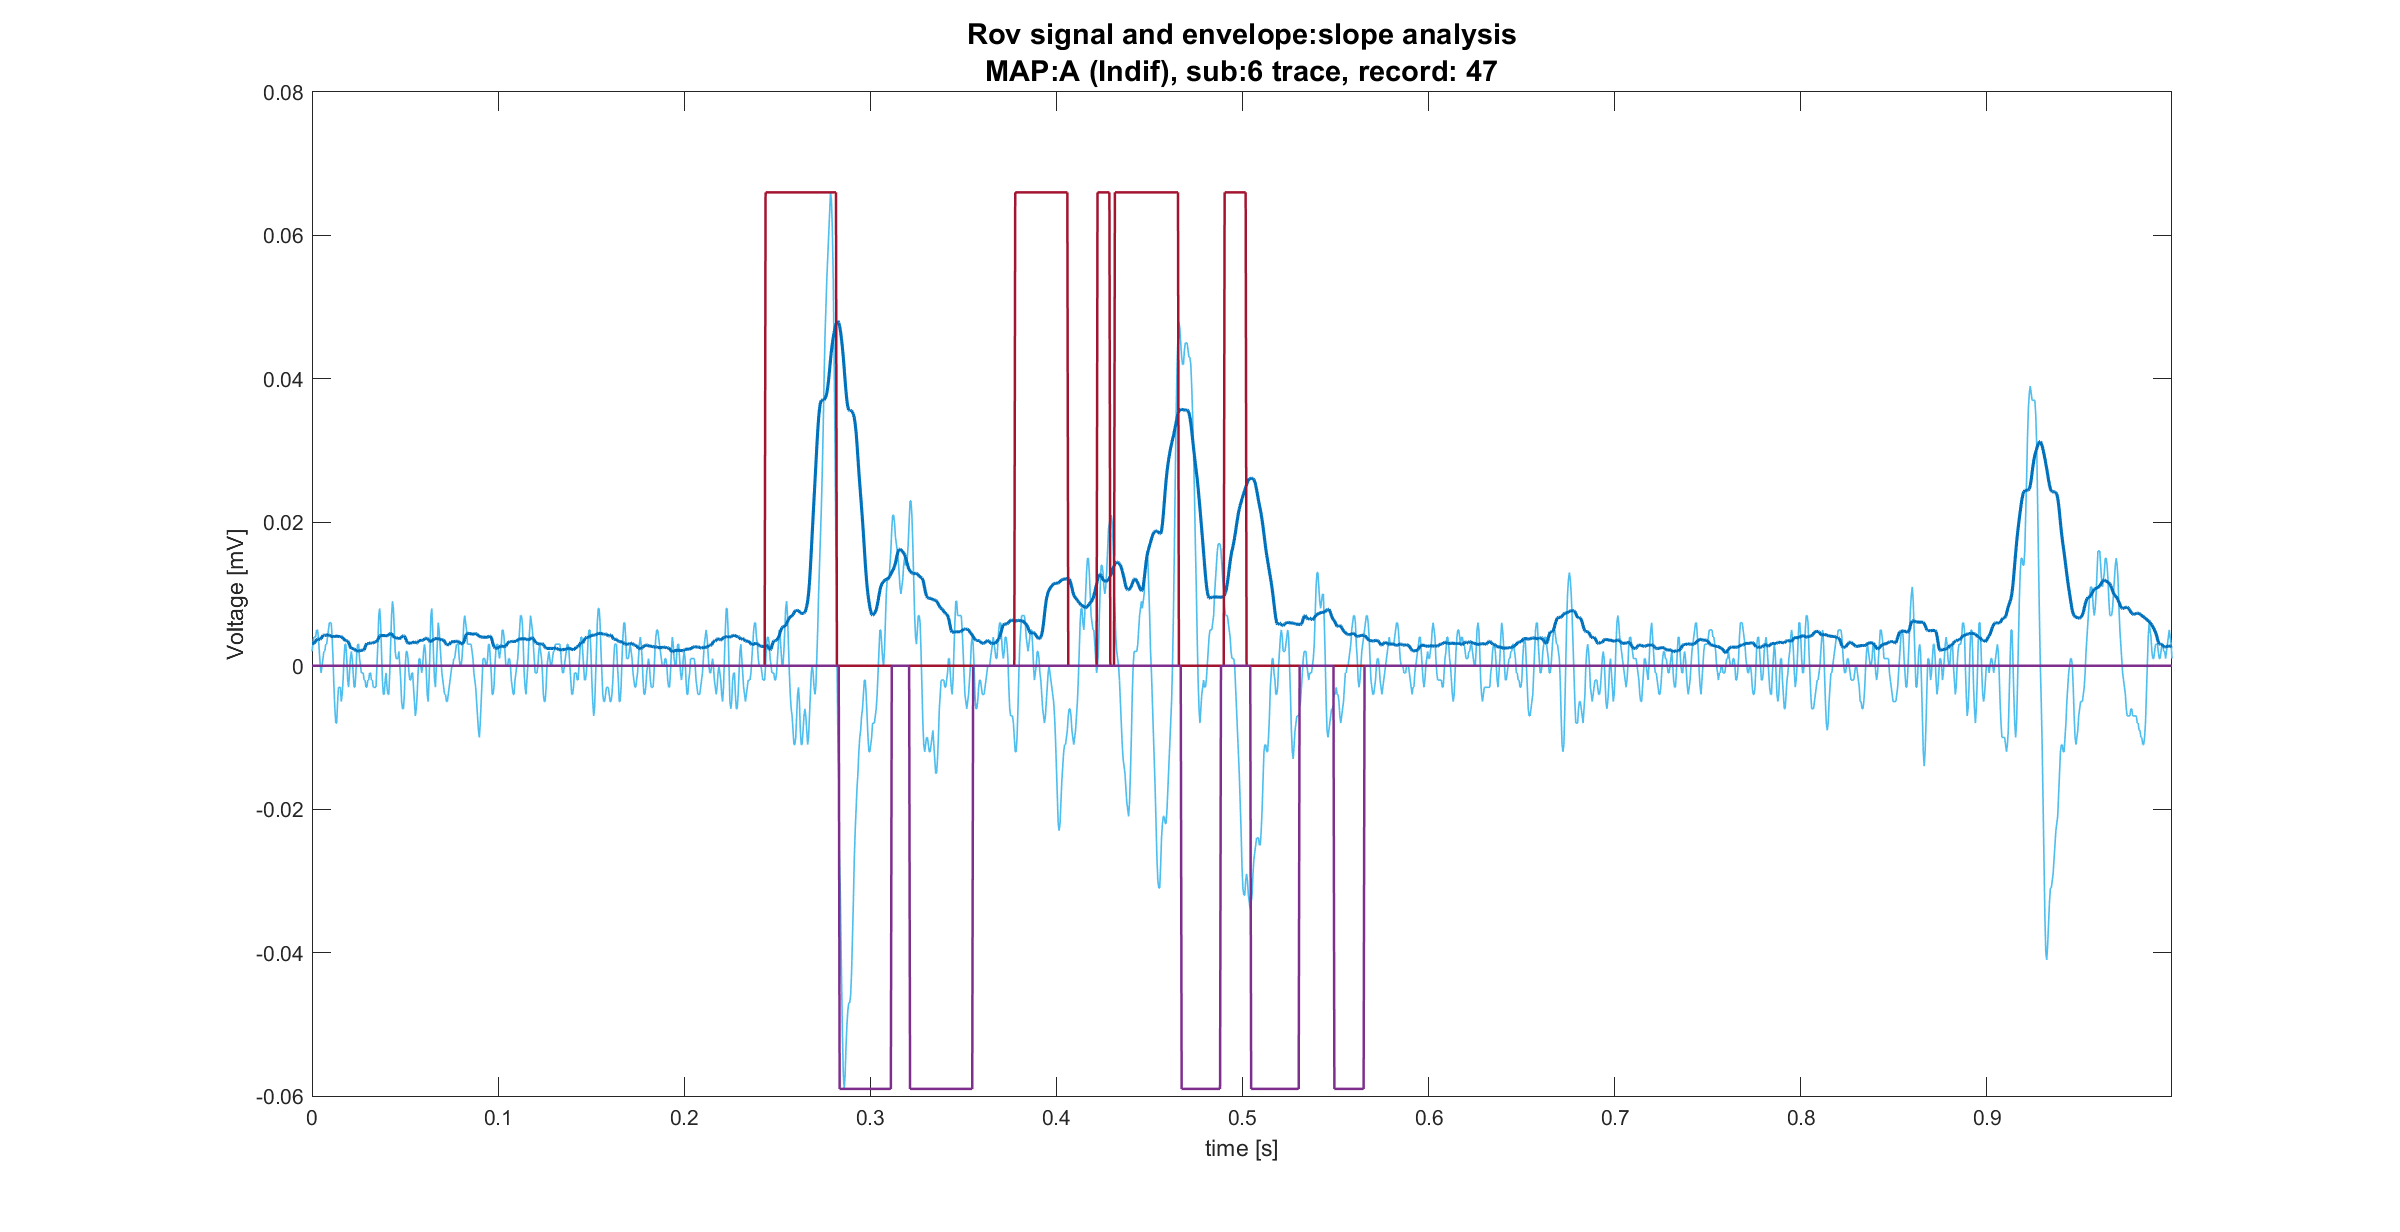 Rov signal and envelope:slope analysis
MAP:A (Indif), sub:6 trace, record: 47
0.08
0.06
0.04
0.02
0
-0.02
-0.04
-0.06
Voltage [mV]
0 0.1 0.2 0.3 0.4 0.5 0.6 0.7 0.8 0.9
time [s]